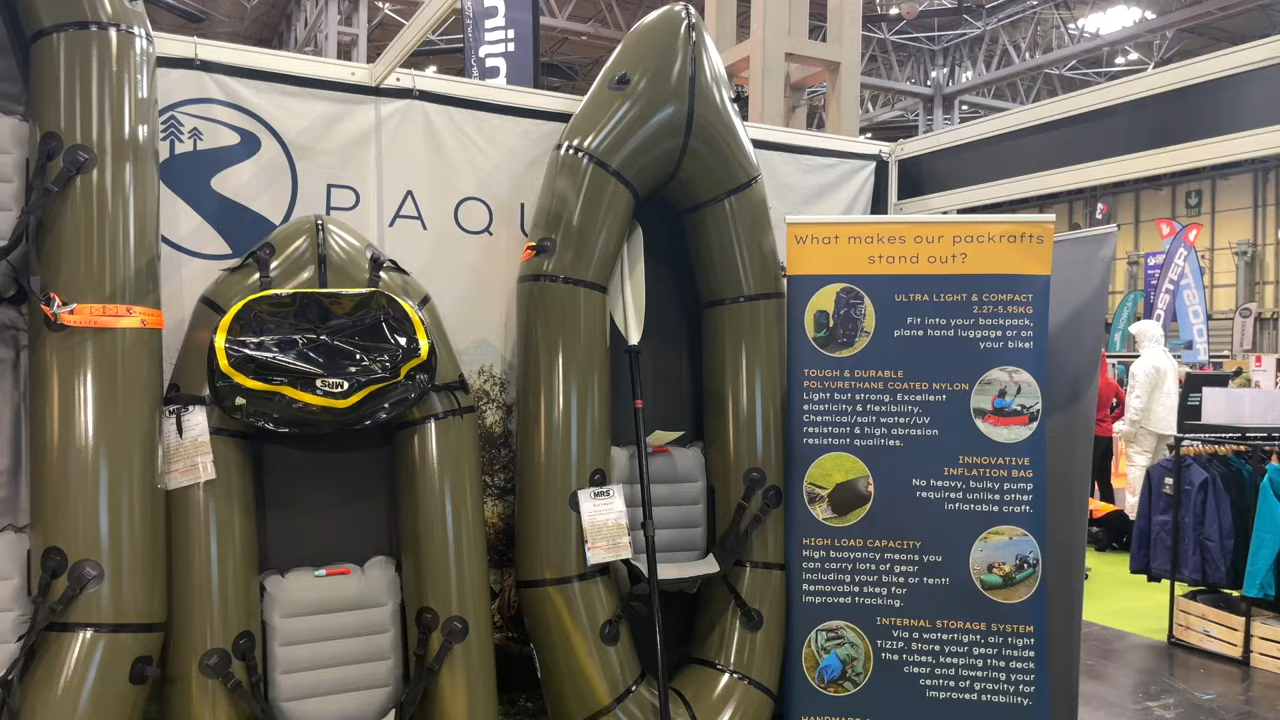 PAQU
What makes our packrafts
stand out?
ULTRA LIGHT & COMPACT
2.27-5.95KG
Fit into your backpack,
plane hand luggage or on
your bike!
TOUGH & DURABLE
POLYURETHANE COATED NYLON
Light but strong. Excellent
elasticity & flexibility.
Chemical/salt water/UV
resistant & high abrasion
resistant qualities.
INNOVATIVE
INFLATION BAG
No heavy, bulky pump
required unlike other
inflatable craft.
HIGH LOAD CAPACITY
High buoyancy means you
can carry lots of gear
including your bike or tent!
Removable skeg for
improved tracking.
INTERNAL STORAGE SYSTEM
Via a watertight, air tight
TiZIP. Store your gear inside
the tubes, keeping the deck
clear and lowering your
centre of gravity for
improved stability.
MRS
MRS
MRS
EXIT